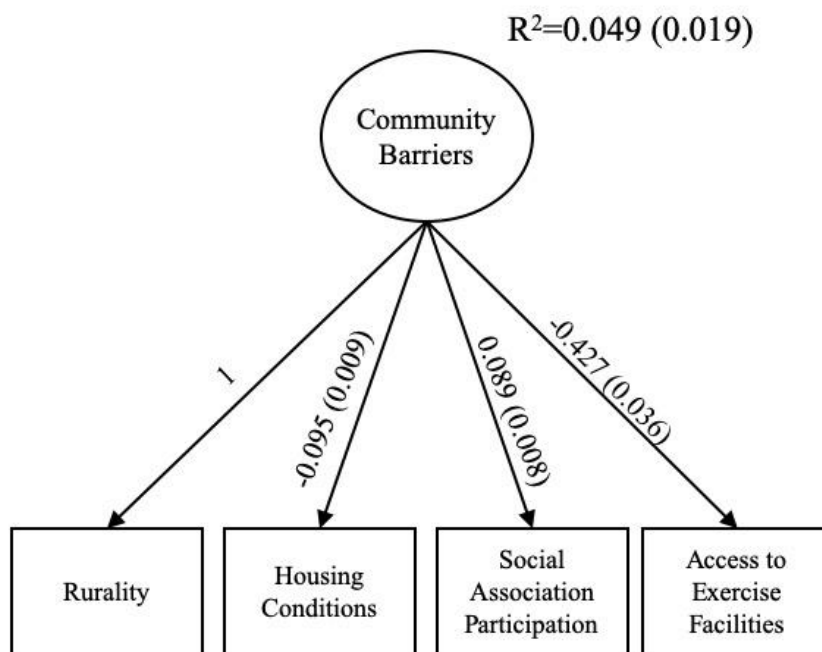 R²=0.049 (0.019)
Community
Barriers
1
-0.095 (0.009)
0.089 (0.008)
-0.427 (0.036)
Rurality
Housing
Conditions
Social
Association
Participation
Access to
Exercise
Facilities